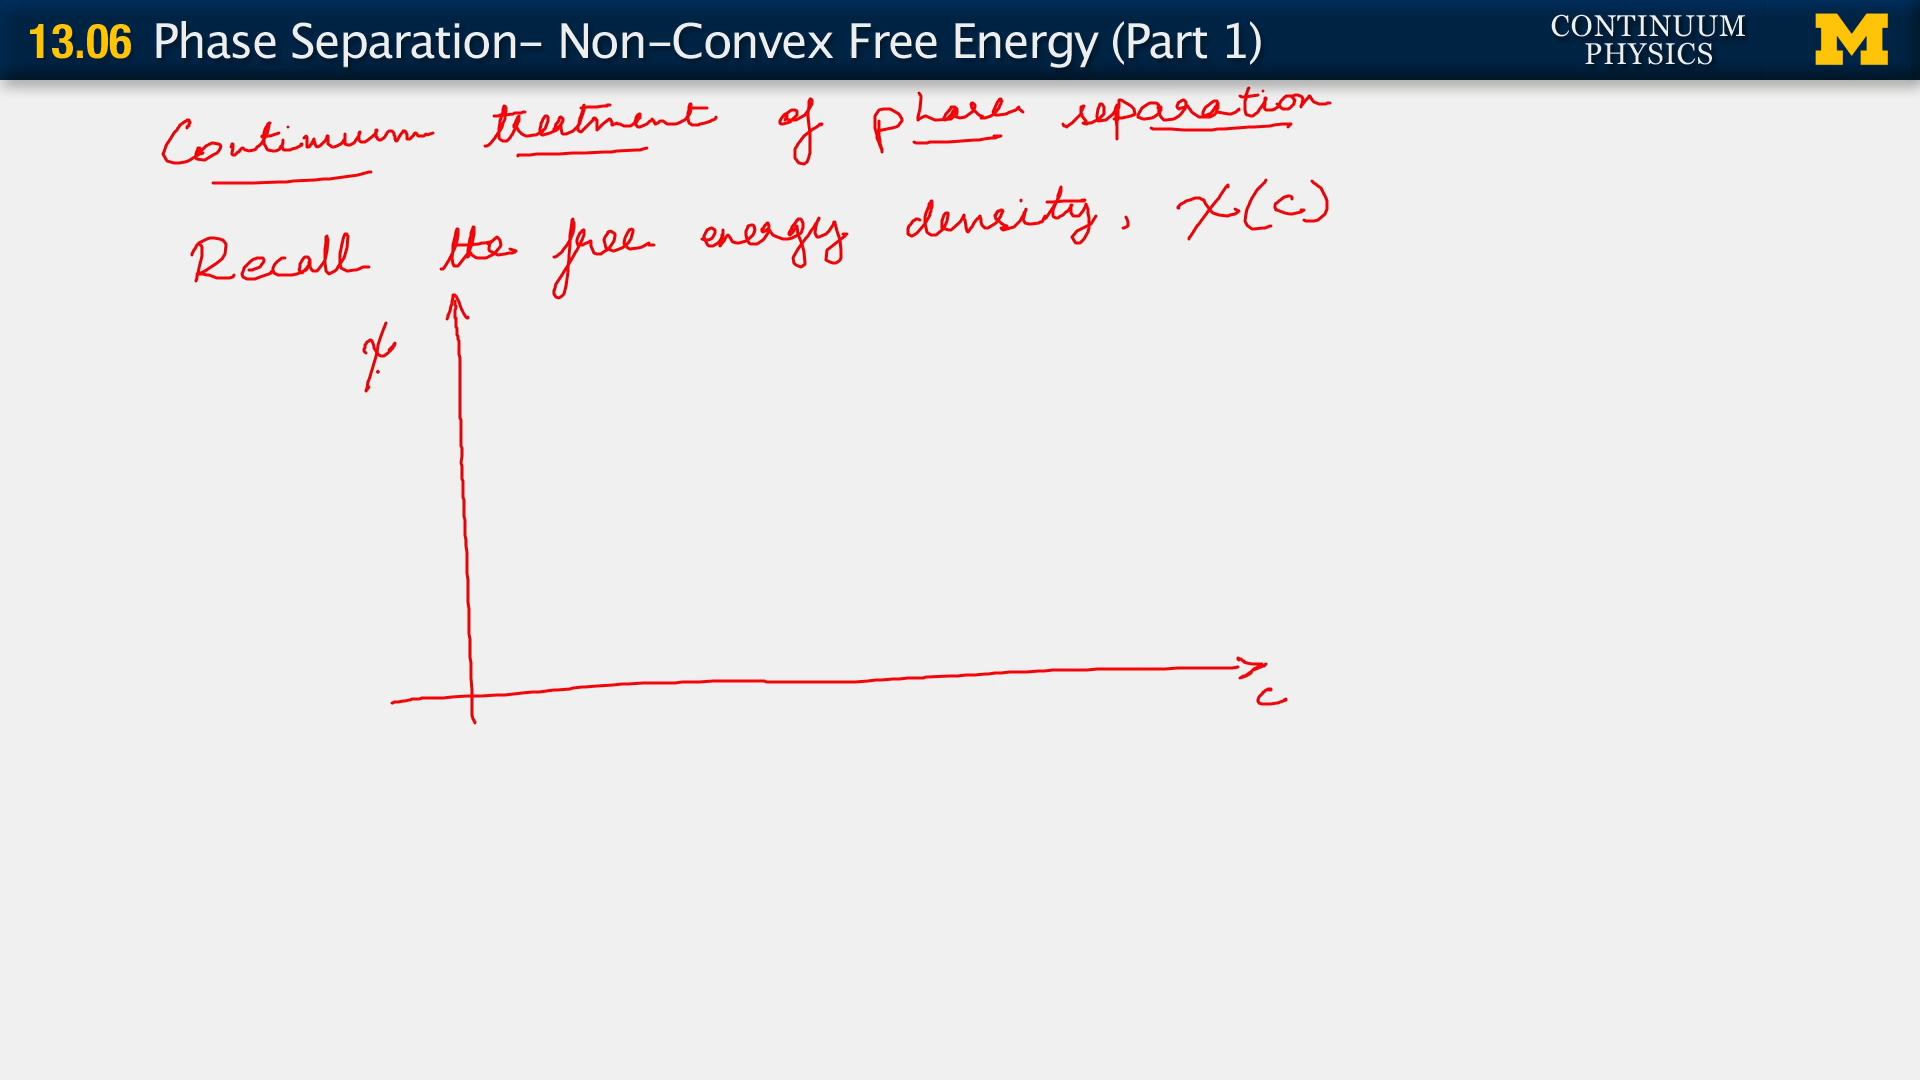 13.06 Phase Separation– Non–Convex Free Energy (Part 1)
CONTINUUM
PHYSICS
M
Continuum treatment of phase separation
Recall the free energy density, χ(c)
χ
c